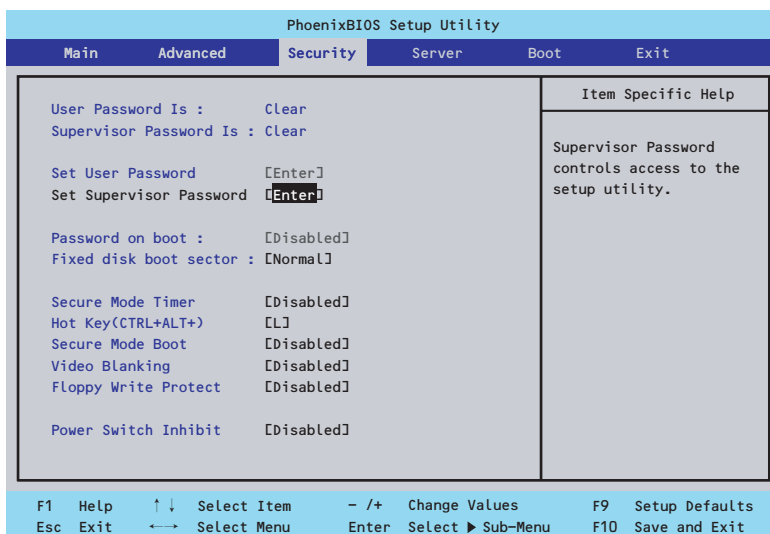 PhoenixBIOS Setup Utility
Main Advanced Security Server Boot Exit
Item Specific Help
User Password Is : Clear
Supervisor Password Is : Clear
Set User Password [Enter]
Set Supervisor Password [Enter]
Password on boot : [Disabled]
Fixed disk boot sector : [Normal]
Secure Mode Timer [Disabled]
Hot Key(CTRL+ALT+) [L]
Secure Mode Boot [Disabled]
Video Blanking [Disabled]
Floppy Write Protect [Disabled]
Power Switch Inhibit [Disabled]
Supervisor Password
controls access to the
setup utility.
F1 Help ↑↓ Select Item - /+ Change Values F9 Setup Defaults
Esc Exit ←→ Select Menu Enter Select ▶ Sub-Menu F10 Save and Exit